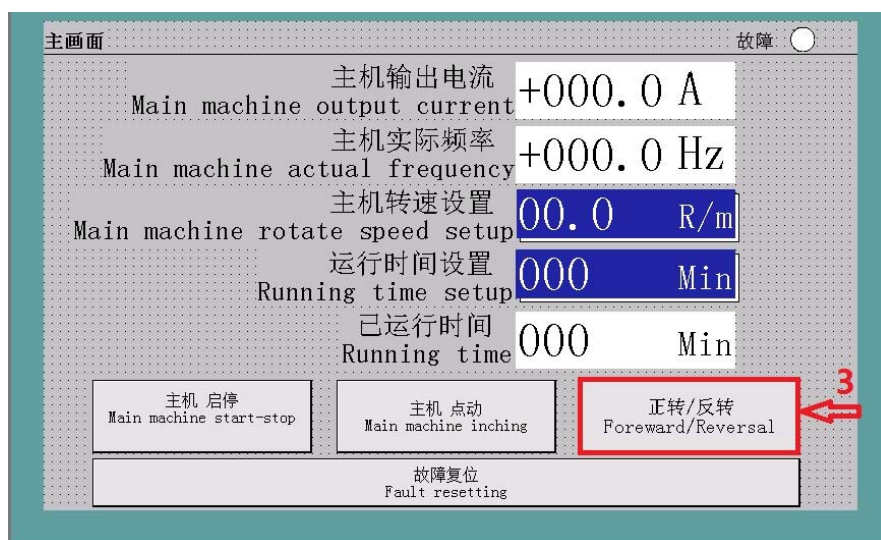 主画面
故障
主机输出电流
Main machine output current
+000.0 A
主机实际频率
Main machine actual frequency
+000.0 Hz
主机转速设置
Main machine rotate speed setup
00.0 R/m
运行时间设置
Running time setup
000 Min
已运行时间
Running time
000 Min
主机 启停
Main machine start-stop
主机 点动
Main machine inching
正转/反转
Foreward/Reversal
3
故障复位
Fault resetting